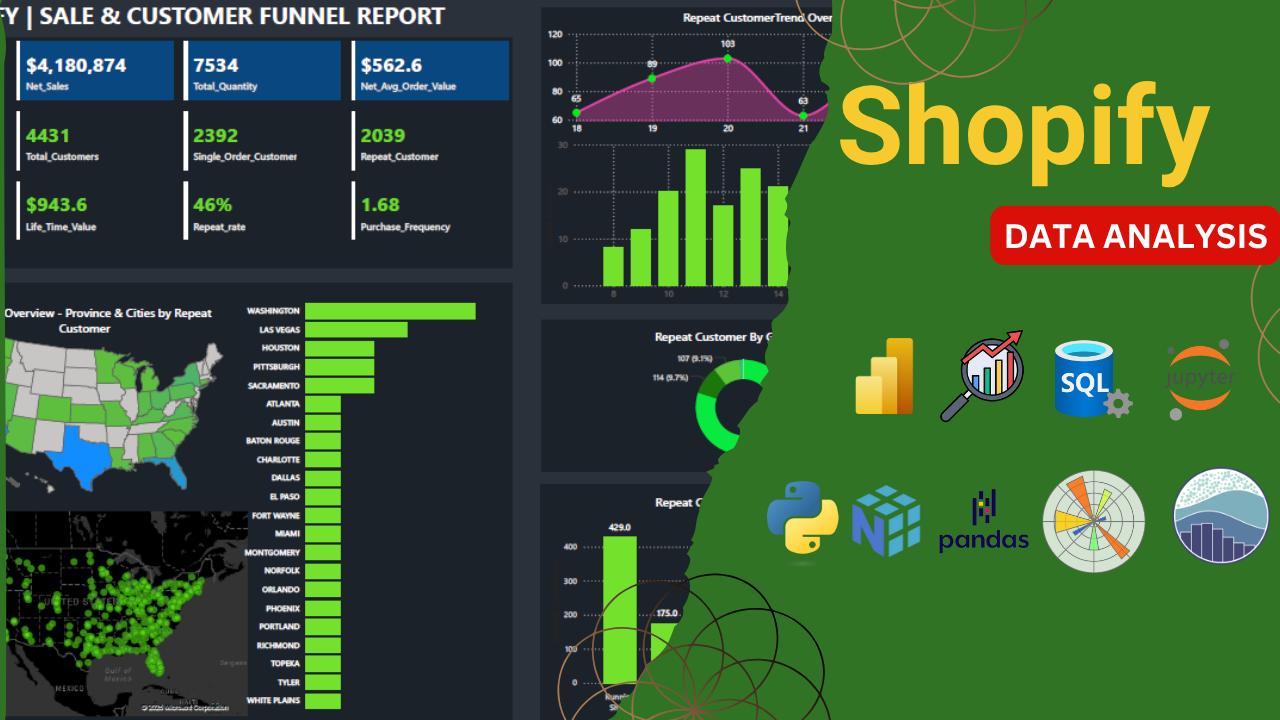 FY | SALE & CUSTOMER FUNNEL REPORT
$4,180,874
Net_Sales
7534
Total_Quantity
$562.6
Net_Avg_Order_Value
4431
Total_Customers
2392
Single_Order_Customer
2039
Repeat_Customer
$943.6
Life_Time_Value
46%
Repeat_rate
1.68
Purchase_Frequency
Overview - Province & Cities by Repeat
Customer
WASHINGTON
LAS VEGAS
HOUSTON
PITTSBURGH
SACRAMENTO
ATLANTA
AUSTIN
BATON ROUGE
CHARLOTTE
DALLAS
EL PASO
FORT WAYNE
MIAMI
MONTGOMERY
NORFOLK
ORLANDO
PHOENIX
PORTLAND
RICHMOND
TOPEKA
TYLER
WHITE PLAINS
UNITED STATES
Gulf of
Mexico
MEXICO
Repeat CustomerTrend Over
120
100
80
60
65
89
103
63
18
19
20
21
30
20
10
0
8
10
12
14
Repeat Customer By G
107 (9.1%)
114 (9.7%)
Repeat C
429.0
175.0
400
300
200
100
0
Shopify
DATA ANALYSIS
SQL
jupyter
pandas